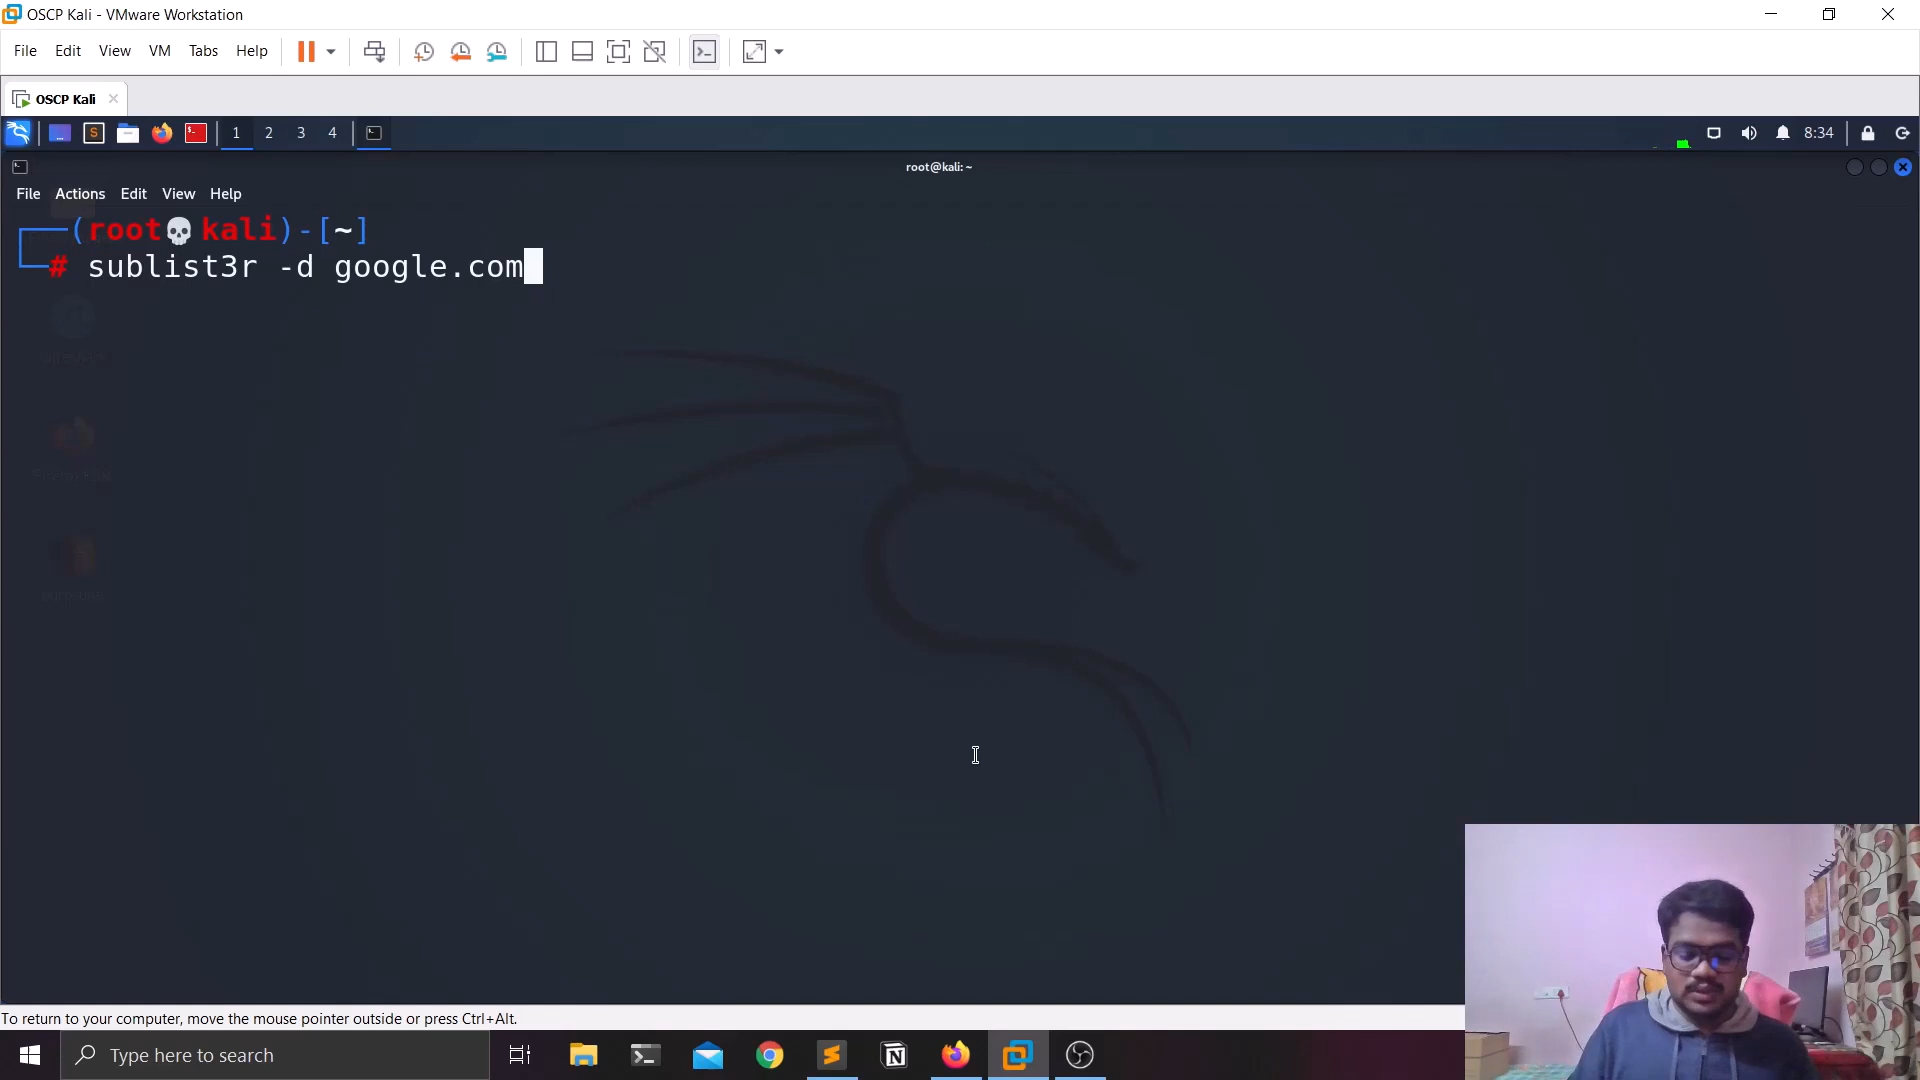 OSCP Kali - VMware Workstation
File Edit View VM Tabs Help
OSCP Kali
1 2 3 4 8:34
root@kali: ~
File Actions Edit View Help
(root💀kali)-[~]
# sublist3r -d google.com
To return to your computer, move the mouse pointer outside or press Ctrl+Alt.
Type here to search